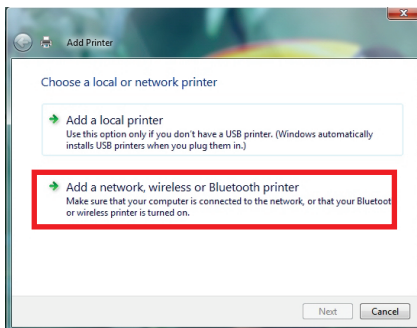 Add Printer
Choose a local or network printer
Add a local printer
Use this option only if you don't have a USB printer. (Windows automatically
installs USB printers when you plug them in.)
Add a network, wireless or Bluetooth printer
Make sure that your computer is connected to the network, or that your Bluetoot
or wireless printer is turned on.
Next Cancel